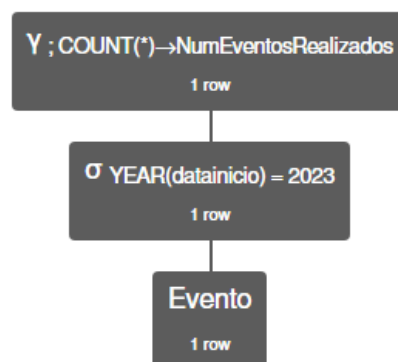 γ ; COUNT(*)→NumEventosRealizados
1 row
σ YEAR(datainicio) = 2023
1 row
Evento
1 row